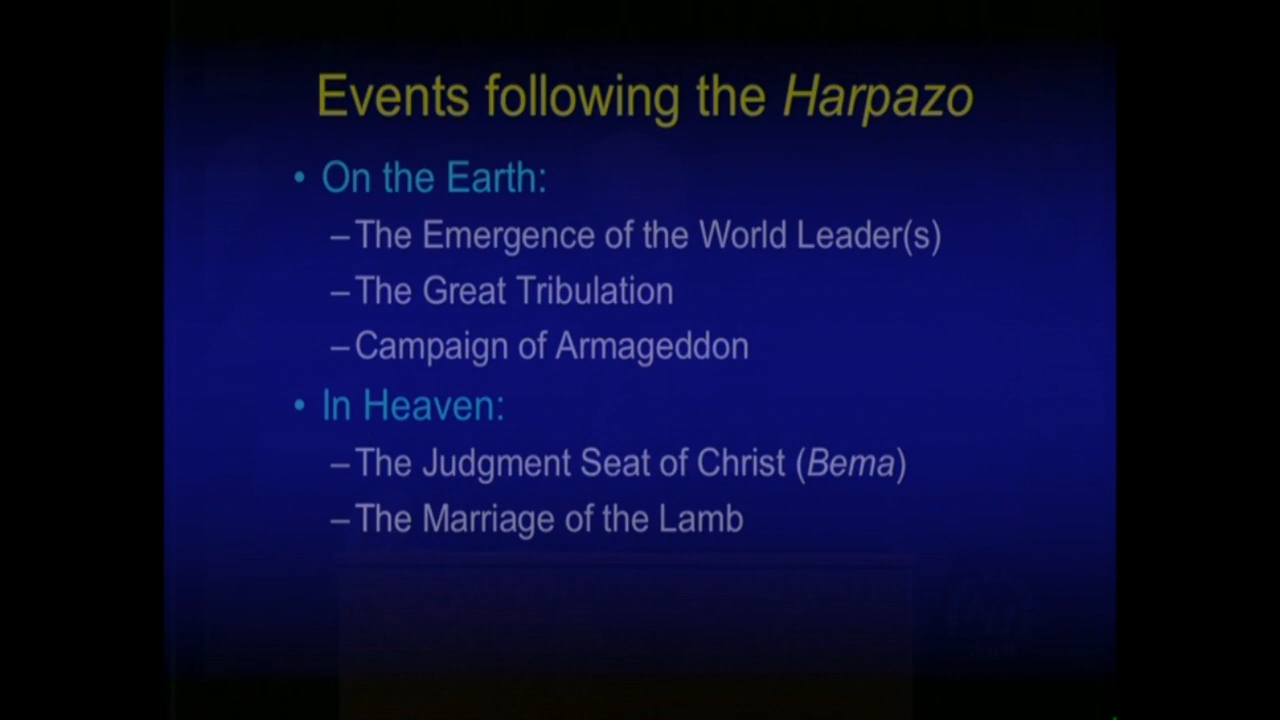 Events following the Harpazo
• On the Earth:
–The Emergence of the World Leader(s)
–The Great Tribulation
–Campaign of Armageddon
• In Heaven:
–The Judgment Seat of Christ (Bema)
–The Marriage of the Lamb